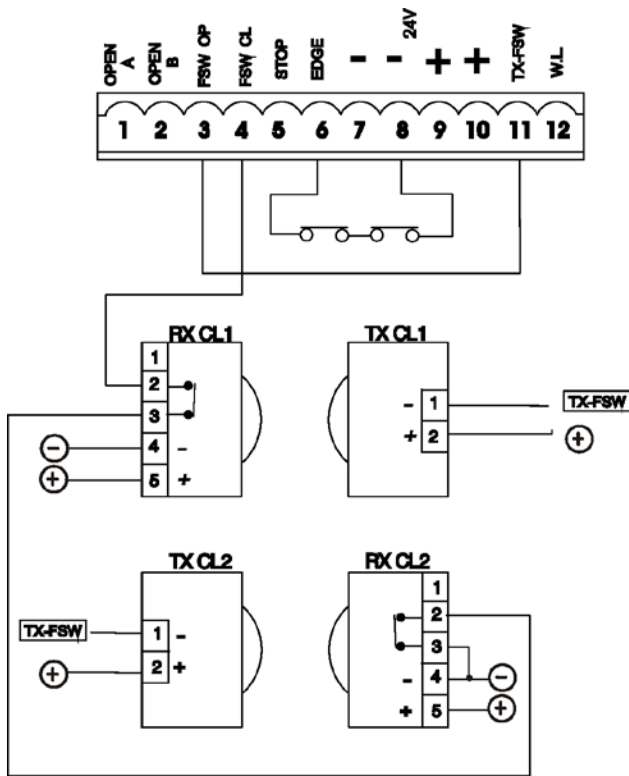 OPEN A
OPEN B
FSW OP
FSW CL
STOP
EDGE
-
- 24V
+
+
TX-FSW
W.L.
1 2 3 4 5 6 7 8 9 10 11 12
RX CL1
1
2
3
- 4 -
+ 5 +
TX CL1
- 1 TX-FSW
+ 2 +
TX CL2
TX-FSW 1 -
+ 2 +
RX CL2
1
2
3
- 4 -
+ 5 +